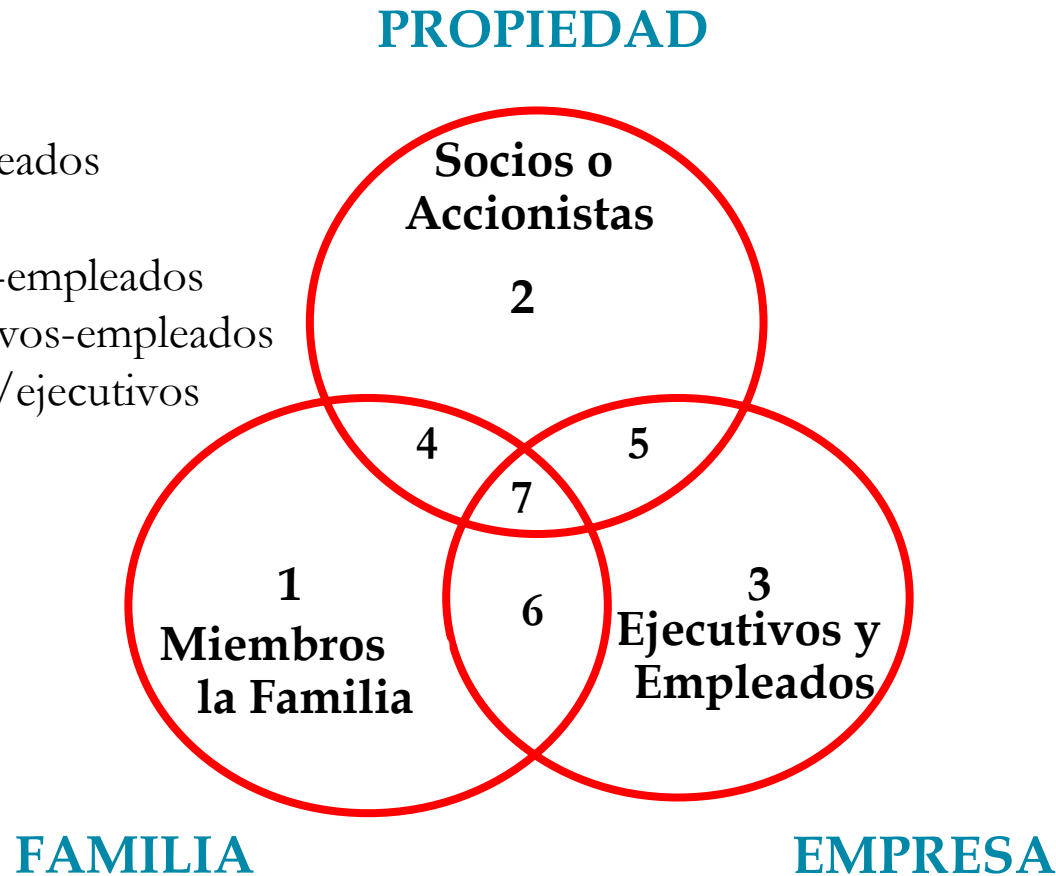 PROPIEDAD
eados
-empleados
vos-empleados
/ejecutivos
Socios o
Accionistas
2
4
5
7
1
Miembros
la Familia
6
3
Ejecutivos y
Empleados
FAMILIA
EMPRESA